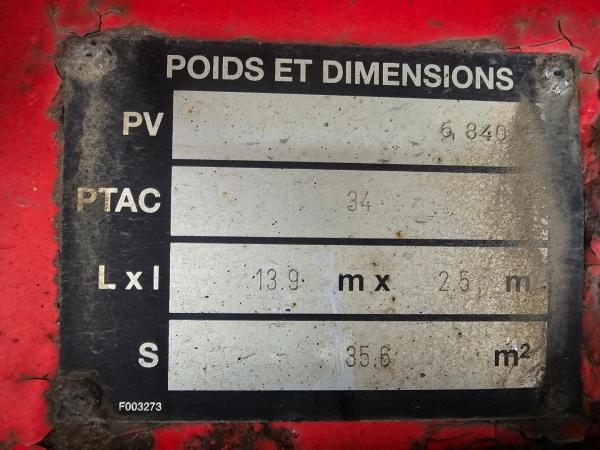 POIDS ET DIMENSIONS
PV 6,840
PTAC 34
L x l 13.9 m x 2.5 m
S 35.6 m²
F003273